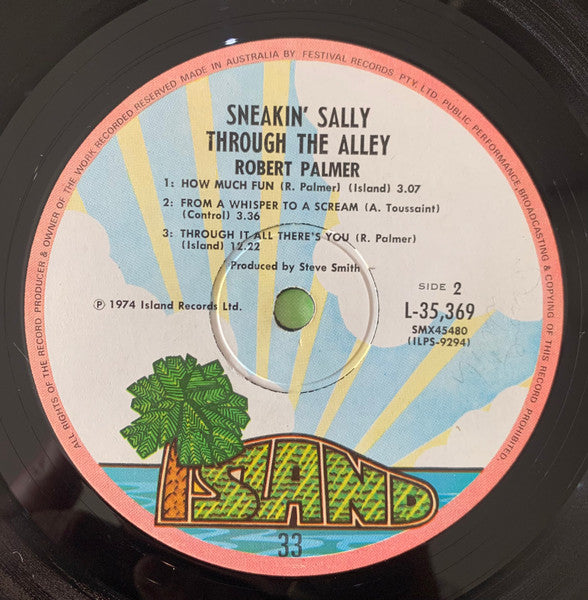 ALL RIGHTS OF THE RECORD PRODUCER & OWNER OF THE WORK RECORDED RESERVED MADE IN AUSTRALIA BY FESTIVAL RECORDS PTY. LTD. PUBLIC PERFORMANCE, BROADCASTING & COPYING OF THIS RECORD PROHIBITED.
SNEAKIN' SALLY
THROUGH THE ALLEY
ROBERT PALMER
1: HOW MUCH FUN (R. Palmer) (Island) 3.07
2: FROM A WHISPER TO A SCREAM (A. Toussaint)
(Control) 3.36
3: THROUGH IT ALL THERE'S YOU (R. Palmer)
(Island) 12.22
Produced by Steve Smith
SIDE 2
℗ 1974 Island Records Ltd.
L-35,369
SMX45480
(ILPS-9294)
ISLAND
33